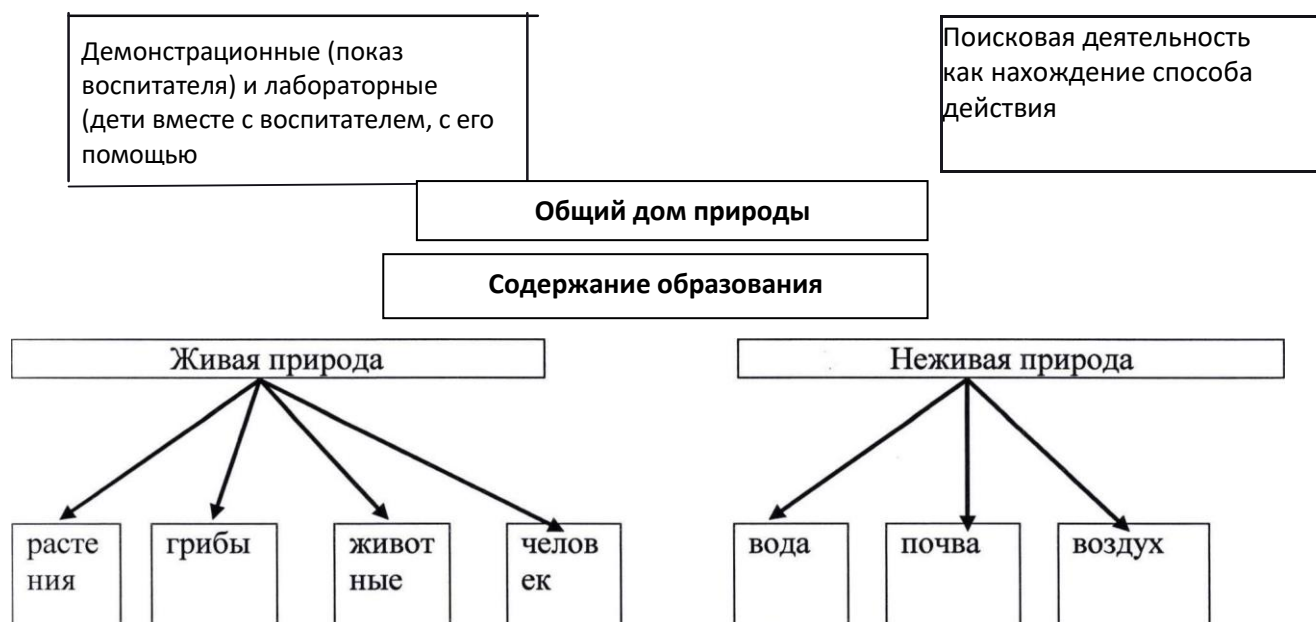 Демонстрационные (показ
воспитателя) и лабораторные
(дети вместе с воспитателем, с его
помощью
Поисковая деятельность
как нахождение способа
действия
Общий дом природы
Содержание образования
Живая природа
Неживая природа
расте
ния
грибы
живот
ные
челов
ек
вода
почва
воздух